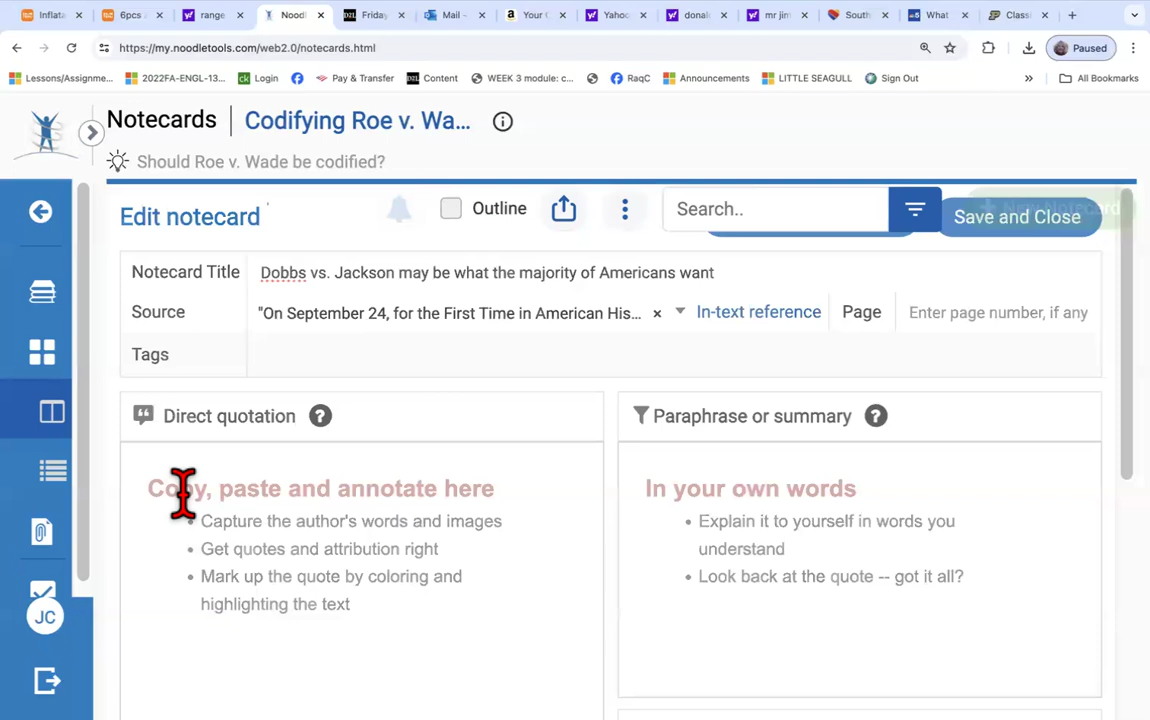 Inflati
6pcs
range
Noodl
Friday
Mail -
Your
Yahoo
donal
mr jim
South
What
Classi
https://my.noodletools.com/web2.0/notecards.html
Paused
Lessons/Assignme...
2022FA-ENGL-13...
Login
Pay & Transfer
Content
WEEK 3 module: c...
RaqC
Announcements
LITTLE SEAGULL
Sign Out
»
All Bookmarks
Notecards
Codifying Roe v. Wa...
Should Roe v. Wade be codified?
Edit notecard
Outline
Search..
Save and Close
Notecard Title
Dobbs vs. Jackson may be what the majority of Americans want
Source
"On September 24, for the First Time in American His...
In-text reference
Page
Enter page number, if any
Tags
Direct quotation
Paraphrase or summary
Copy, paste and annotate here
• Capture the author's words and images
• Get quotes and attribution right
• Mark up the quote by coloring and
highlighting the text
In your own words
• Explain it to yourself in words you
understand
• Look back at the quote -- got it all?
JC